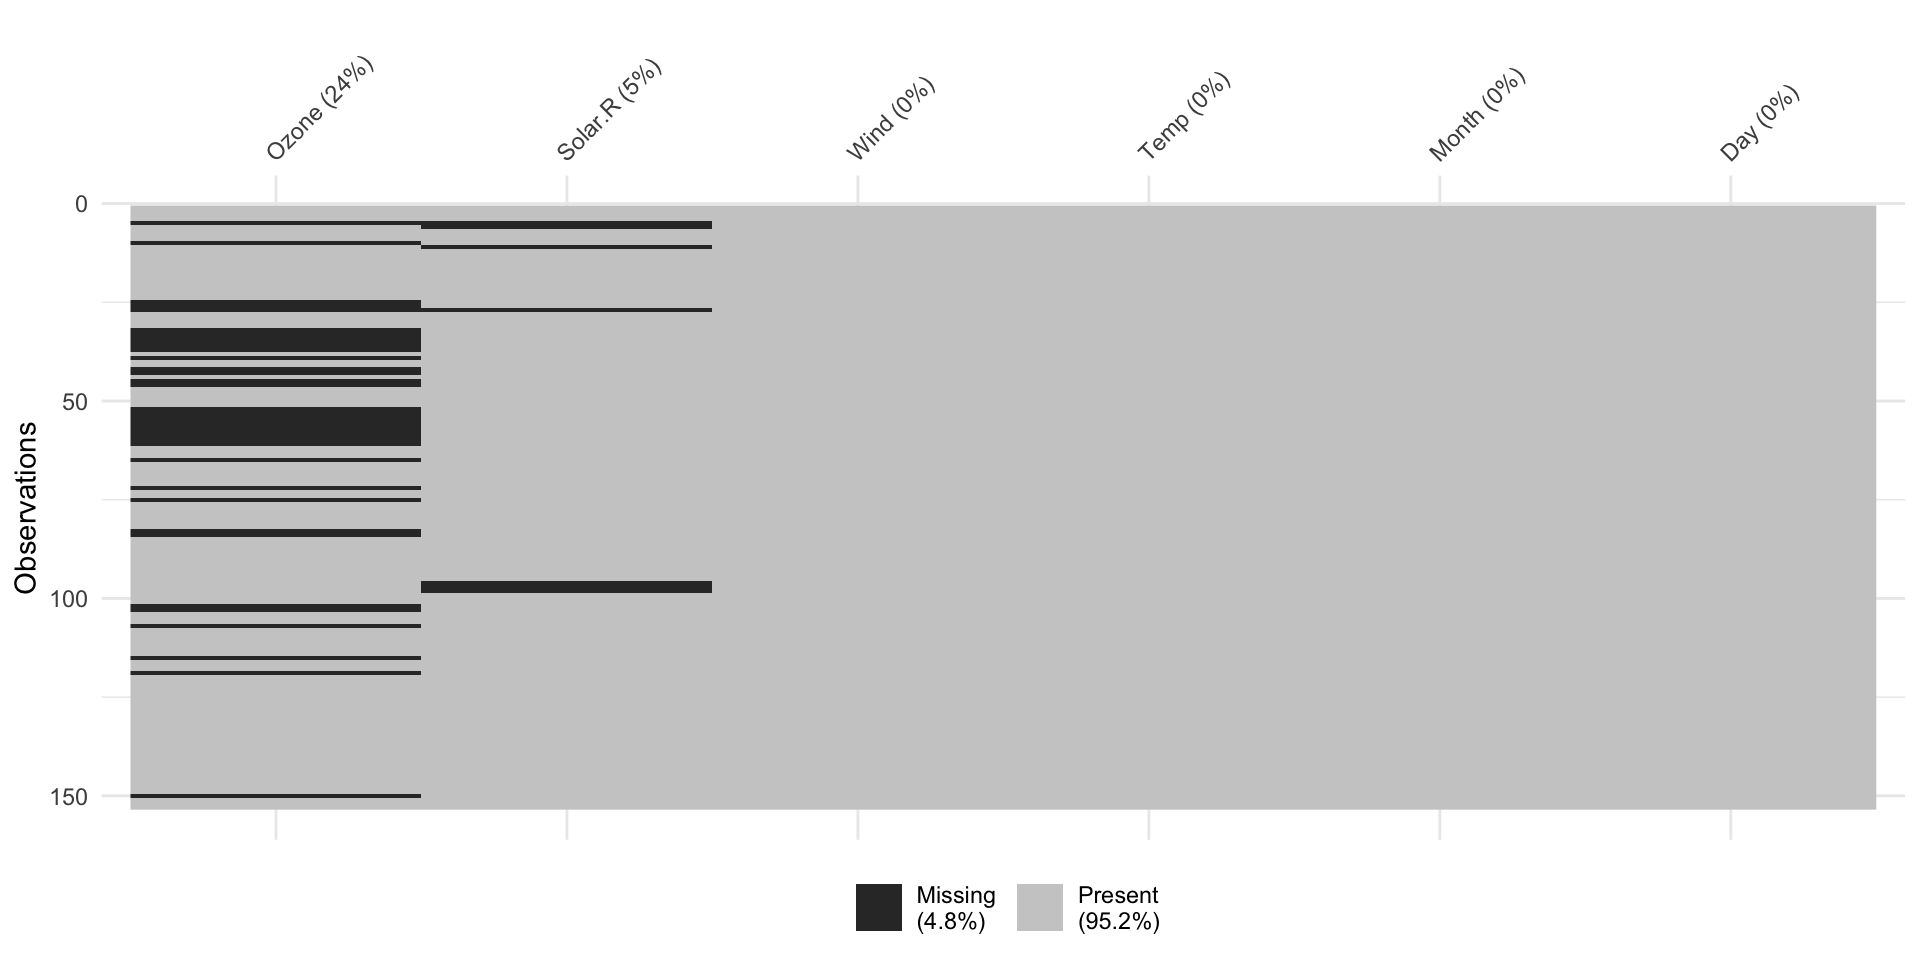 Ozone (24%)
Solar.R (5%)
Wind (0%)
Temp (0%)
Month (0%)
Day (0%)
0
50
100
150
Observations
Missing
(4.8%)
Present
(95.2%)